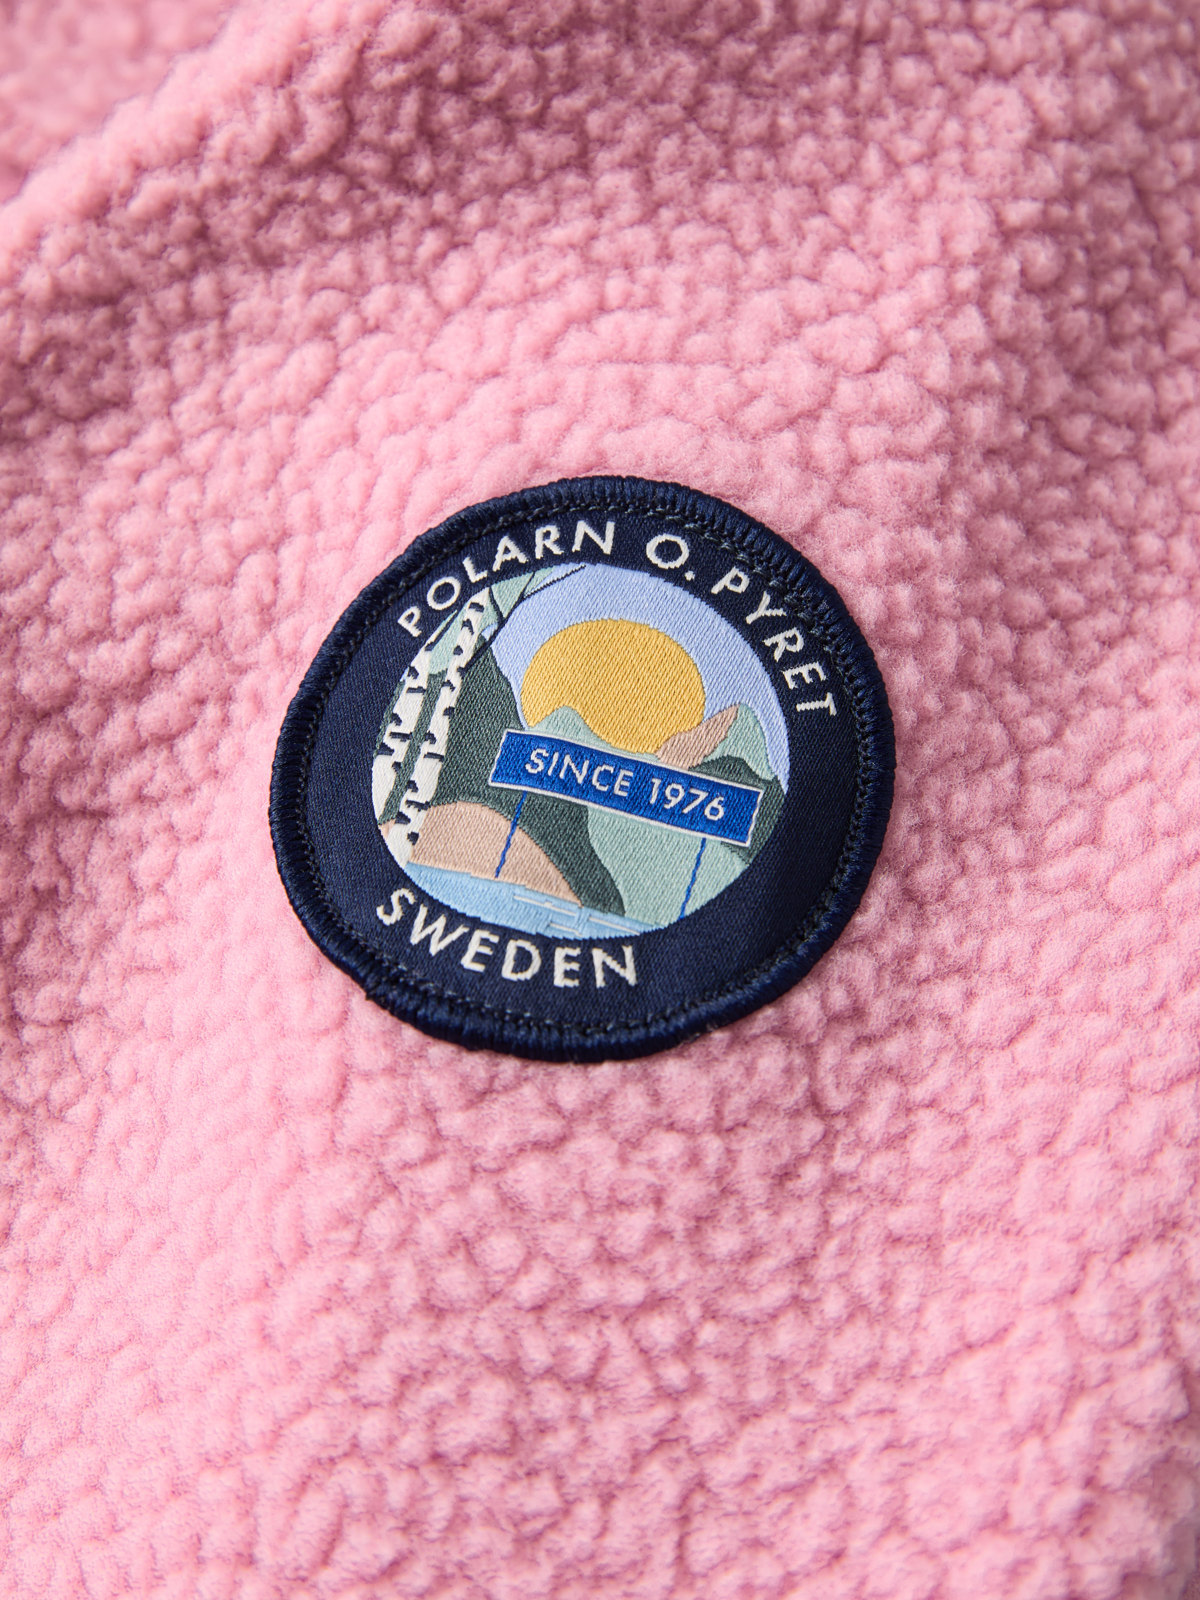 POLARN O. PYRET
SINCE 1976
SWEDEN